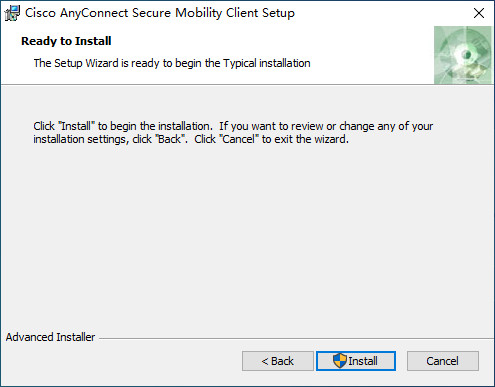 Cisco AnyConnect Secure Mobility Client Setup
Ready to Install
The Setup Wizard is ready to begin the Typical installation
Click "Install" to begin the installation. If you want to review or change any of your
installation settings, click "Back". Click "Cancel" to exit the wizard.
Advanced Installer
< Back
Install
Cancel